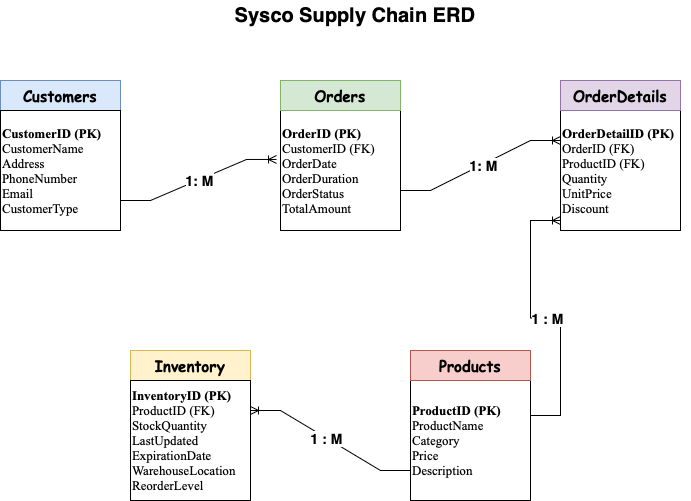 Sysco Supply Chain ERD
Customers
CustomerID (PK)
CustomerName
Address
PhoneNumber
Email
CustomerType
1: M
Orders
OrderID (PK)
CustomerID (FK)
OrderDate
OrderDuration
OrderStatus
TotalAmount
1: M
OrderDetails
OrderDetailID (PK)
OrderID (FK)
ProductID (FK)
Quantity
UnitPrice
Discount
1 : M
Inventory
InventoryID (PK)
ProductID (FK)
StockQuantity
LastUpdated
ExpirationDate
WarehouseLocation
ReorderLevel
1 : M
Products
ProductID (PK)
ProductName
Category
Price
Description